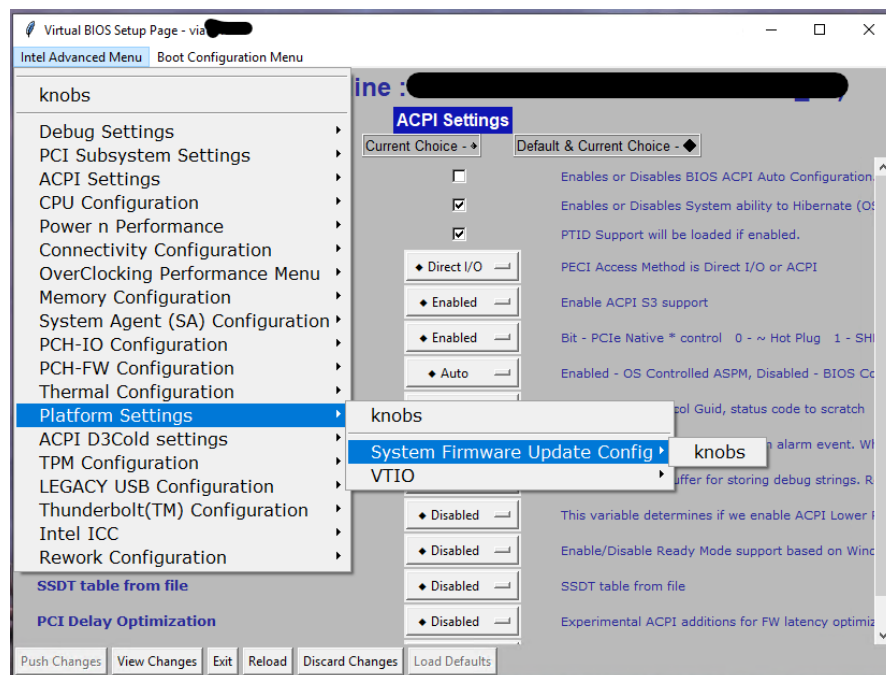 Virtual BIOS Setup Page - via
Intel Advanced Menu Boot Configuration Menu
ine :
knobs
Debug Settings
PCI Subsystem Settings
ACPI Settings
CPU Configuration
Power n Performance
Connectivity Configuration
OverClocking Performance Menu
Memory Configuration
System Agent (SA) Configuration
PCH-IO Configuration
PCH-FW Configuration
Thermal Configuration
Platform Settings
ACPI D3Cold settings
TPM Configuration
LEGACY USB Configuration
Thunderbolt(TM) Configuration
Intel ICC
Rework Configuration
knobs
System Firmware Update Config
VTIO
knobs
ACPI Settings
Current Choice - Default & Current Choice - ◆
Enables or Disables BIOS ACPI Auto Configuration.
Enables or Disables System ability to Hibernate (OS
PTID Support will be loaded if enabled.
◆ Direct I/O PECI Access Method is Direct I/O or ACPI
◆ Enabled Enable ACPI S3 support
◆ Enabled Bit - PCIe Native * control 0 - ~ Hot Plug 1 - SH
◆ Auto Enabled - OS Controlled ASPM, Disabled - BIOS Co
col Guid, status code to scratch
alarm event. Wh
uffer for storing debug strings. R
◆ Disabled This variable determines if we enable ACPI Lower
◆ Disabled Enable/Disable Ready Mode support based on Winc
SSDT table from file ◆ Disabled SSDT table from file
PCI Delay Optimization ◆ Disabled Experimental ACPI additions for FW latency optimiz
Push Changes View Changes Exit Reload Discard Changes Load Defaults